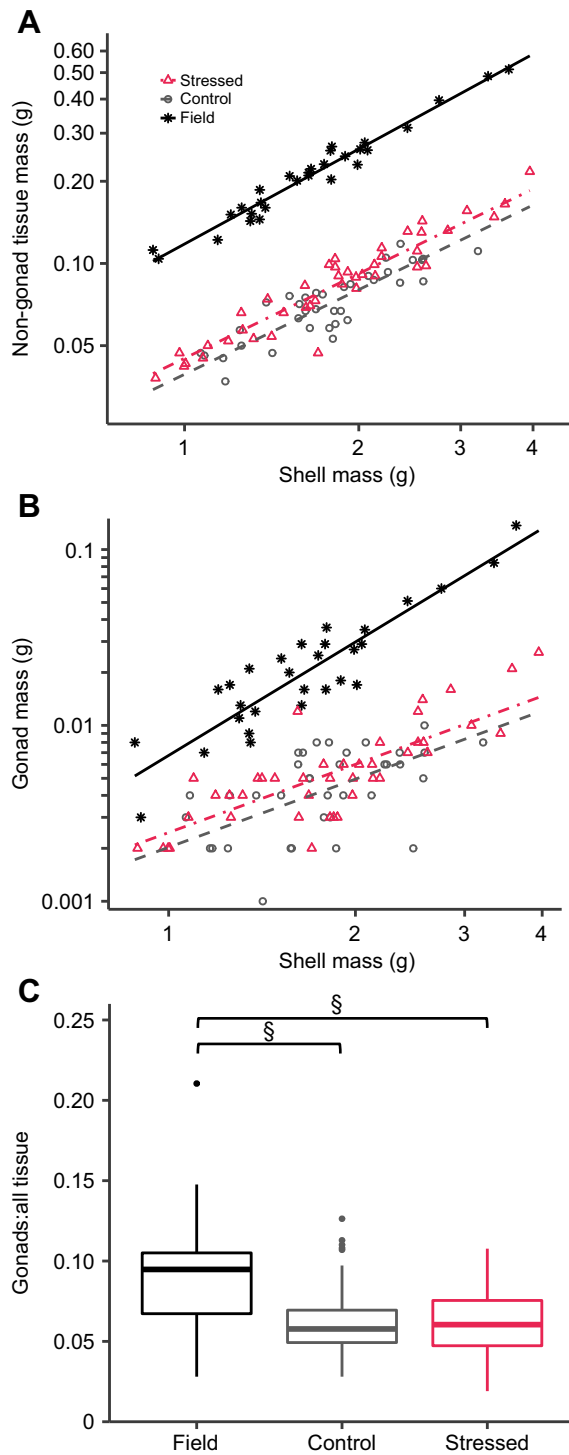 A
Non-gonad tissue mass (g)
0.60
0.50
0.40
0.30
0.20
0.10
0.05
Stressed
Control
Field
1
2
3
4
Shell mass (g)
B
Gonad mass (g)
0.1
0.01
0.001
1
2
3
4
Shell mass (g)
C
Gonads:all tissue
0.25
0.20
0.15
0.10
0.05
0
§
§
Field
Control
Stressed